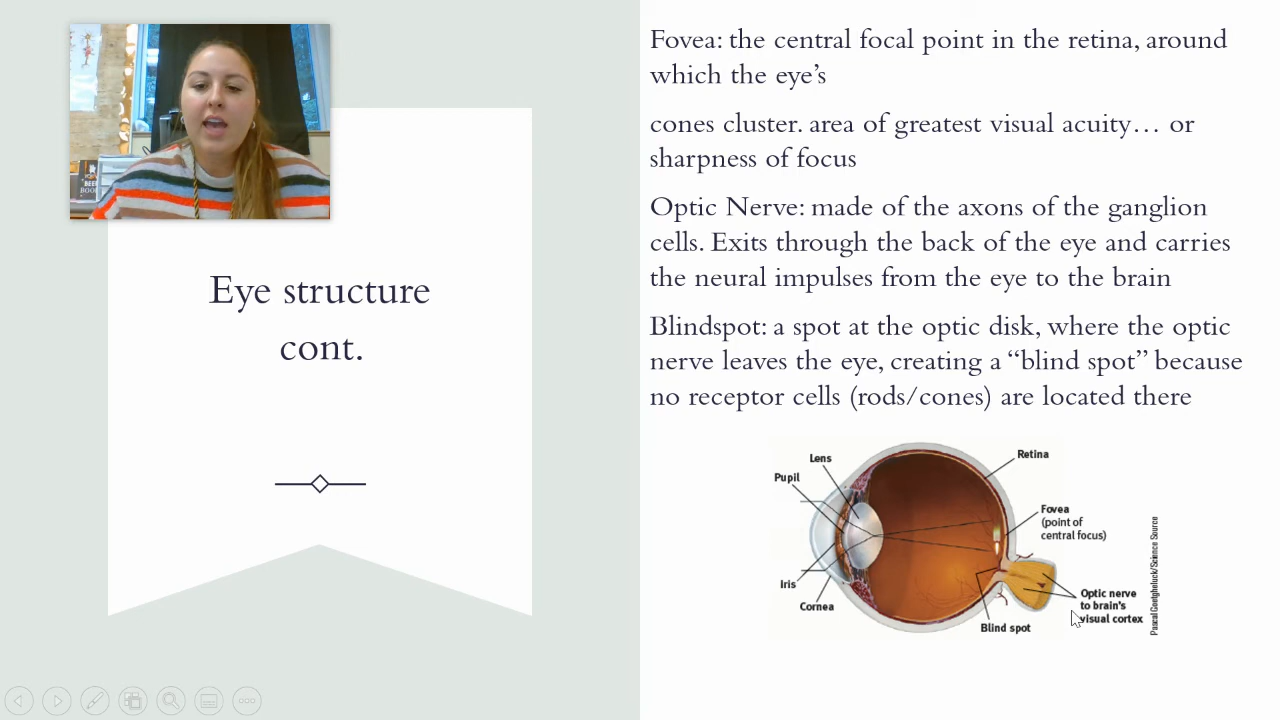 Eye structure
cont.
Fovea: the central focal point in the retina, around
which the eye’s
cones cluster. area of greatest visual acuity… or
sharpness of focus
Optic Nerve: made of the axons of the ganglion
cells. Exits through the back of the eye and carries
the neural impulses from the eye to the brain
Blindspot: a spot at the optic disk, where the optic
nerve leaves the eye, creating a “blind spot” because
no receptor cells (rods/cones) are located there
Lens
Pupil
Iris
Cornea
Retina
Fovea
(point of
central focus)
Optic nerve
to brain's
visual cortex
Blind spot